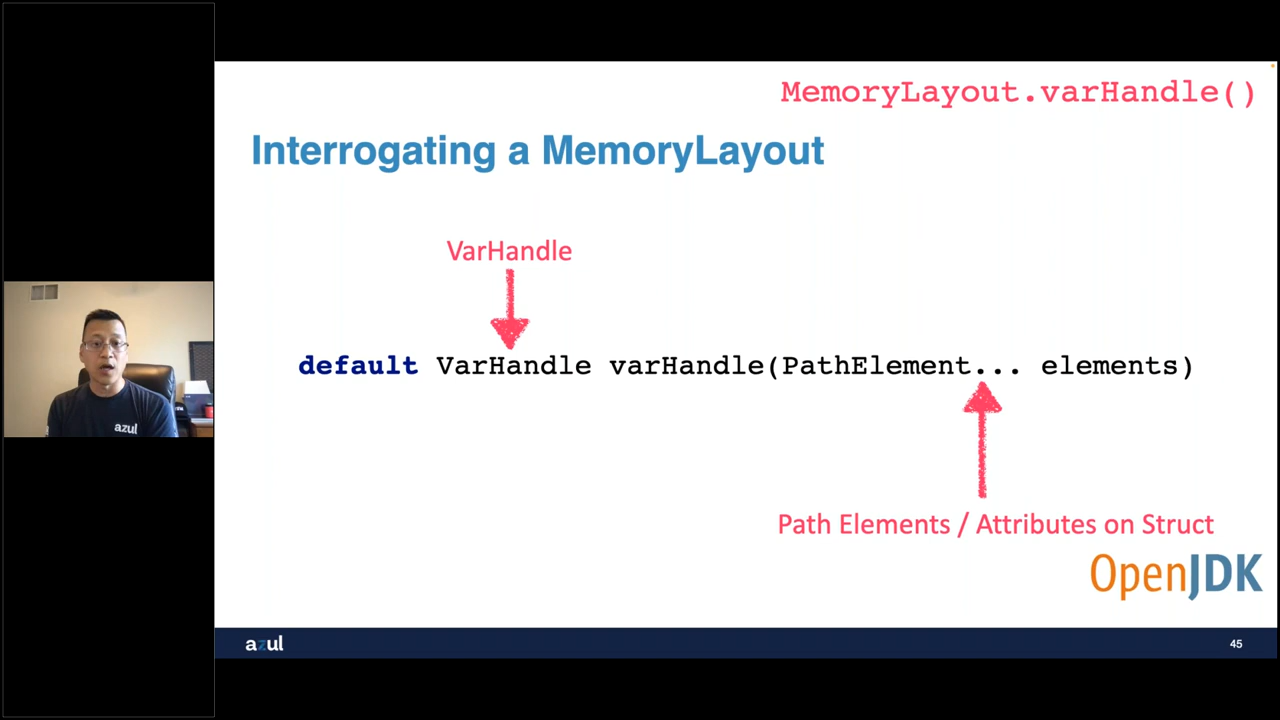 MemoryLayout.varHandle()
Interrogating a MemoryLayout
VarHandle
default VarHandle varHandle(PathElement... elements)
Path Elements / Attributes on Struct
OpenJDK
azul
azul
45